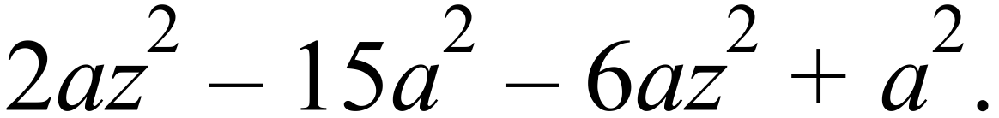 2az² − 15a² − 6az² + a².